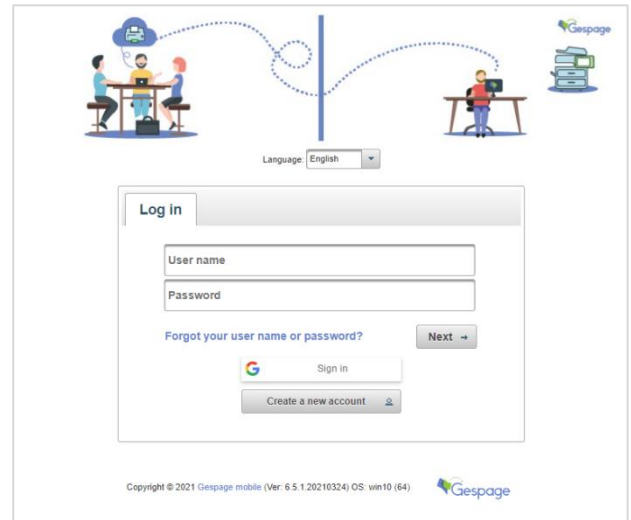 Gespage
Language: English
Log in
User name
Password
Forgot your user name or password?
Next →
Sign in
Create a new account
Copyright © 2021 Gespage mobile (Ver: 6.5.1.20210324) OS: win10 (64)
Gespage